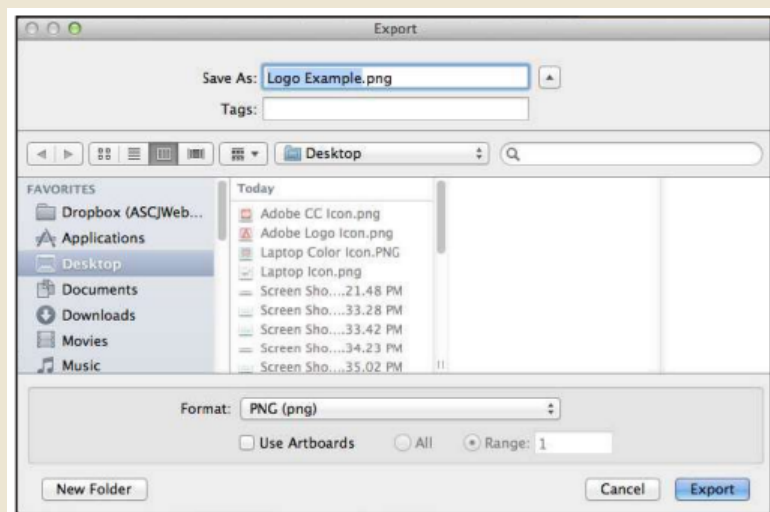 Export
Save As: Logo Example.png
Tags:
Desktop
FAVORITES
Dropbox (ASCJWeb...
Applications
Desktop
Documents
Downloads
Movies
Music
Today
Adobe CC Icon.png
Adobe Logo Icon.png
Laptop Color Icon.PNG
Laptop Icon.png
Screen Sho....21.48 PM
Screen Sho....33.28 PM
Screen Sho....33.42 PM
Screen Sho....34.23 PM
Screen Sho....35.02 PM
Format: PNG (png)
Use Artboards All Range: 1
New Folder Cancel Export